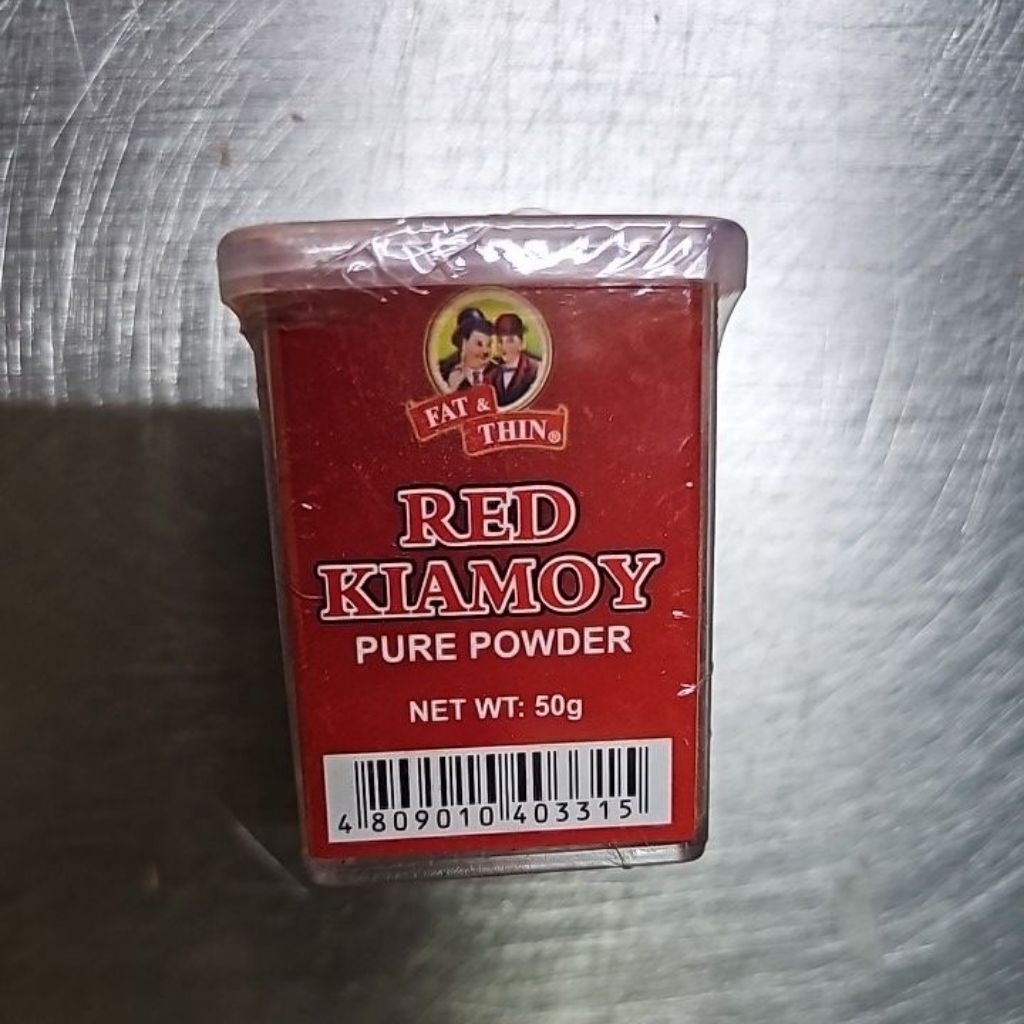 FAT &
THIN®
RED
KIAMOY
PURE POWDER
NET WT: 50g
4 809010 403315